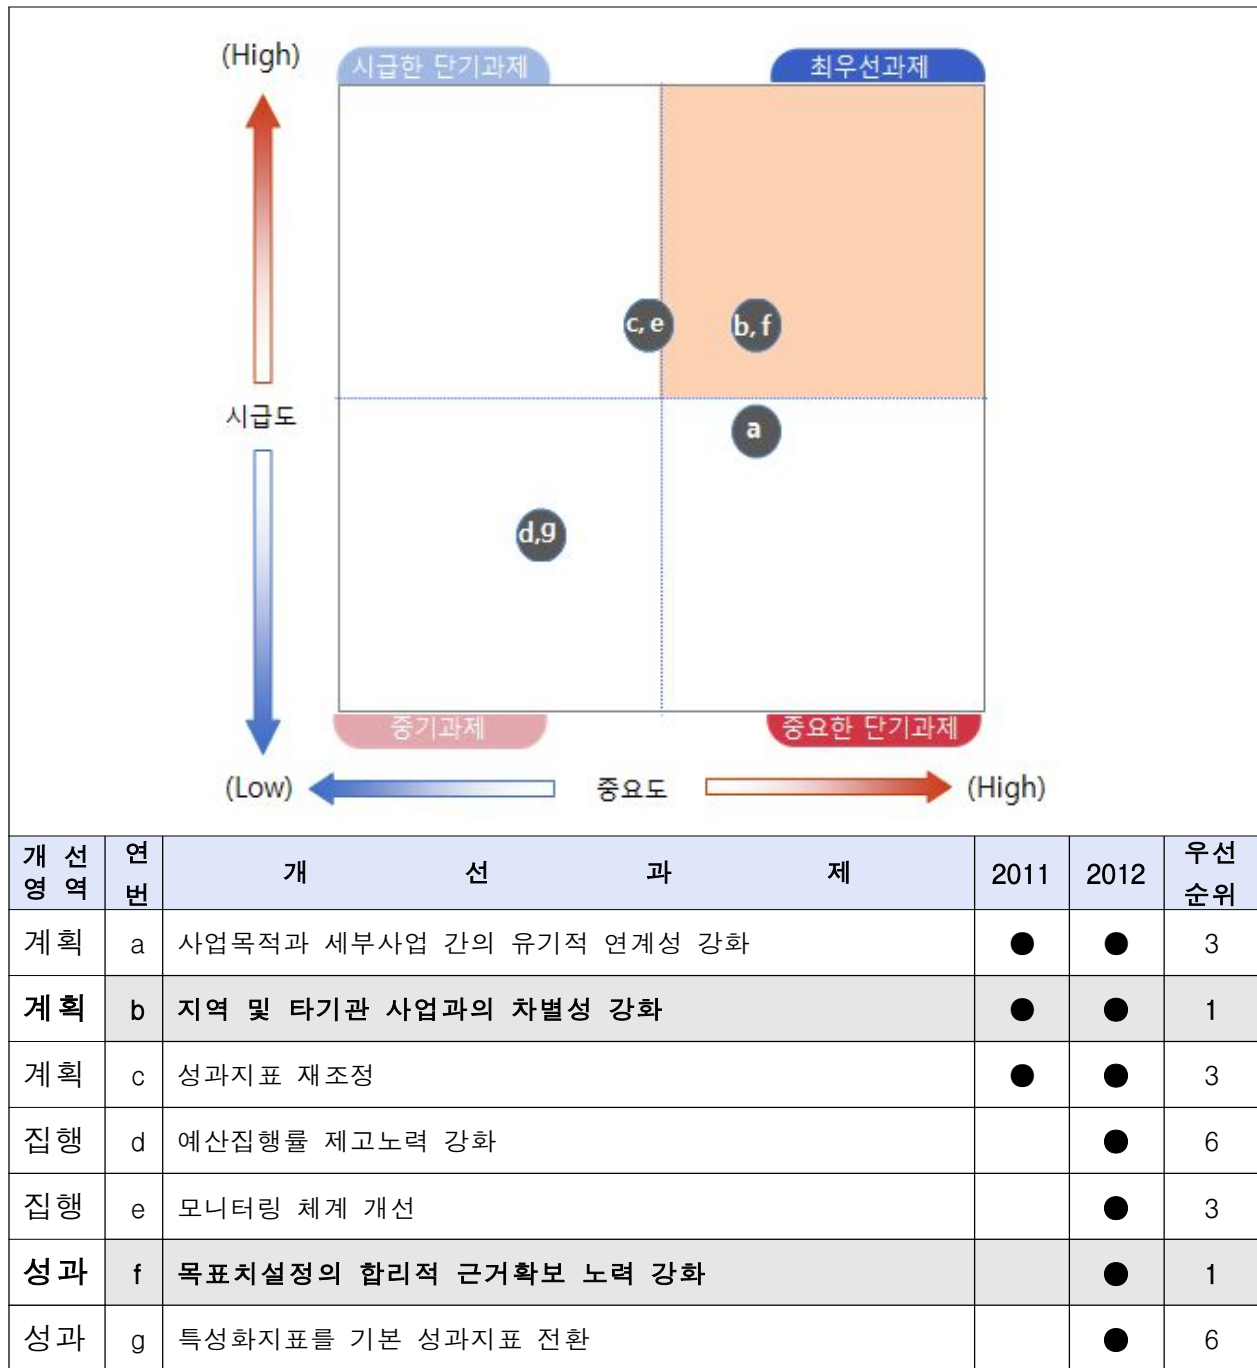 (High)
시급한 단기과제
최우선과제
c, e
b, f
시급도
a
d,g
중기과제
중요한 단기과제
(Low)
중요도
(High)
개 선 영 역 연 번 개 선 과 제 2011 2012 우선 순위
계획 a 사업목적과 세부사업 간의 유기적 연계성 강화 ● ● 3
계획 b 지역 및 타기관 사업과의 차별성 강화 ● ● 1
계획 c 성과지표 재조정 ● ● 3
집행 d 예산집행률 제고노력 강화 ● 6
집행 e 모니터링 체계 개선 ● 3
성과 f 목표치설정의 합리적 근거확보 노력 강화 ● 1
성과 g 특성화지표를 기본 성과지표 전환 ● 6